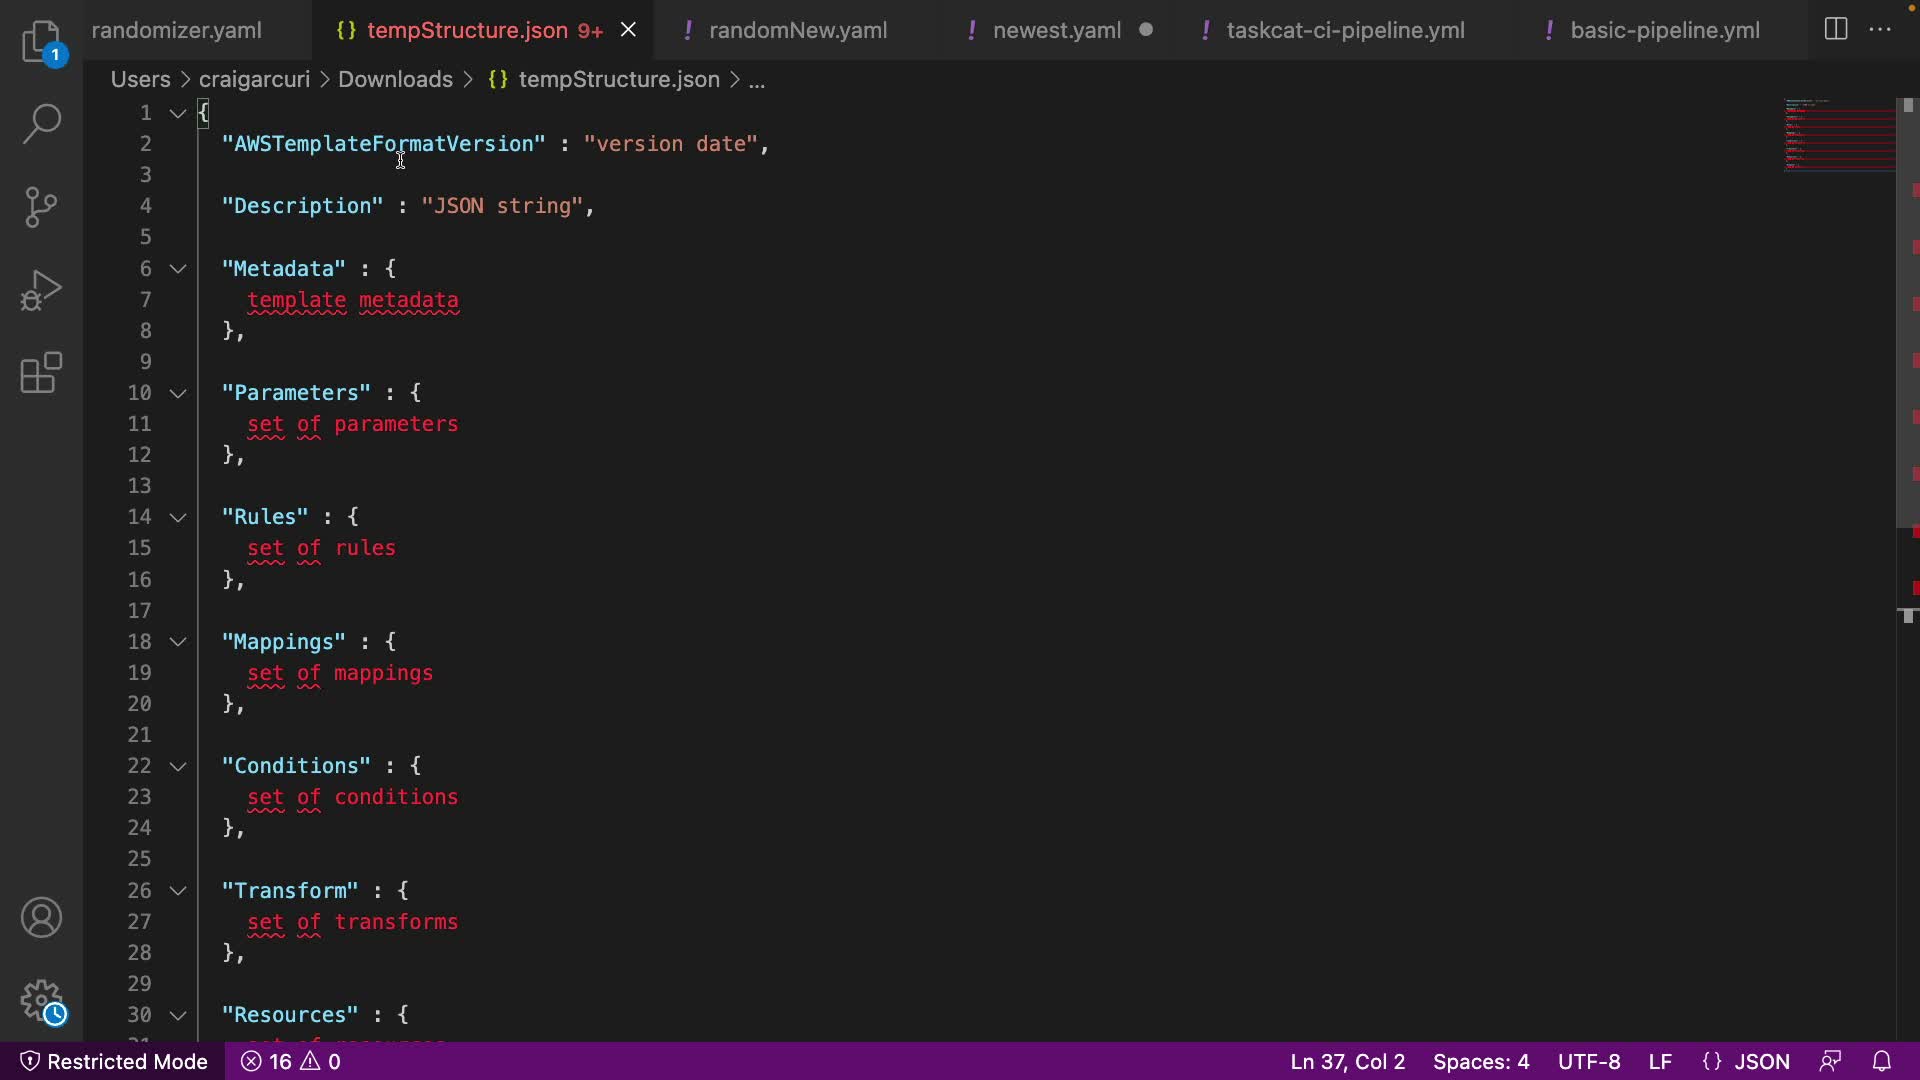 randomizer.yaml {} tempStructure.json 9+ ! randomNew.yaml ! newest.yaml ! taskcat-ci-pipeline.yml ! basic-pipeline.yml
1
Users > craigarcuri > Downloads > {} tempStructure.json > ...
1 {
2 "AWSTemplateFormatVersion" : "version date",
3
4 "Description" : "JSON string",
5
6 "Metadata" : {
7 template metadata
8 },
9
10 "Parameters" : {
11 set of parameters
12 },
13
14 "Rules" : {
15 set of rules
16 },
17
18 "Mappings" : {
19 set of mappings
20 },
21
22 "Conditions" : {
23 set of conditions
24 },
25
26 "Transform" : {
27 set of transforms
28 },
29
30 "Resources" : {
Restricted Mode 16 0 Ln 37, Col 2 Spaces: 4 UTF-8 LF {} JSON